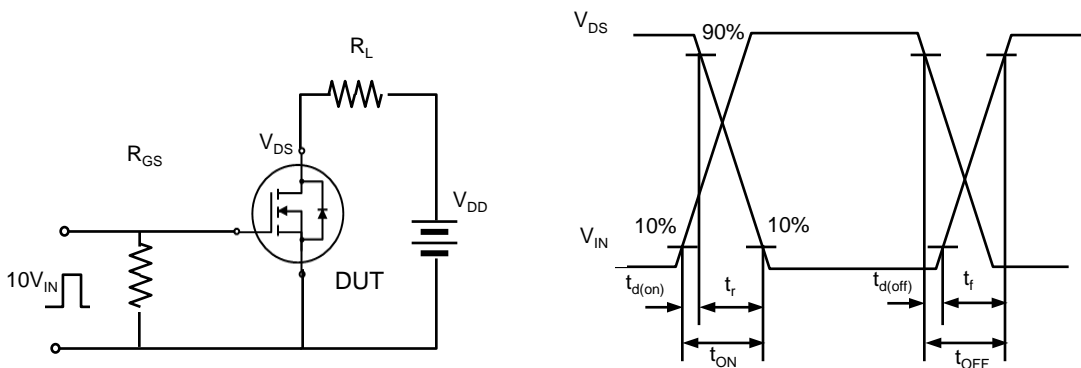 R_L
V_DS
R_GS
V_DD
10V_IN
DUT
V_DS
90%
V_IN
10%
10%
t_d(on)
t_r
t_d(off)
t_f
t_ON
t_OFF